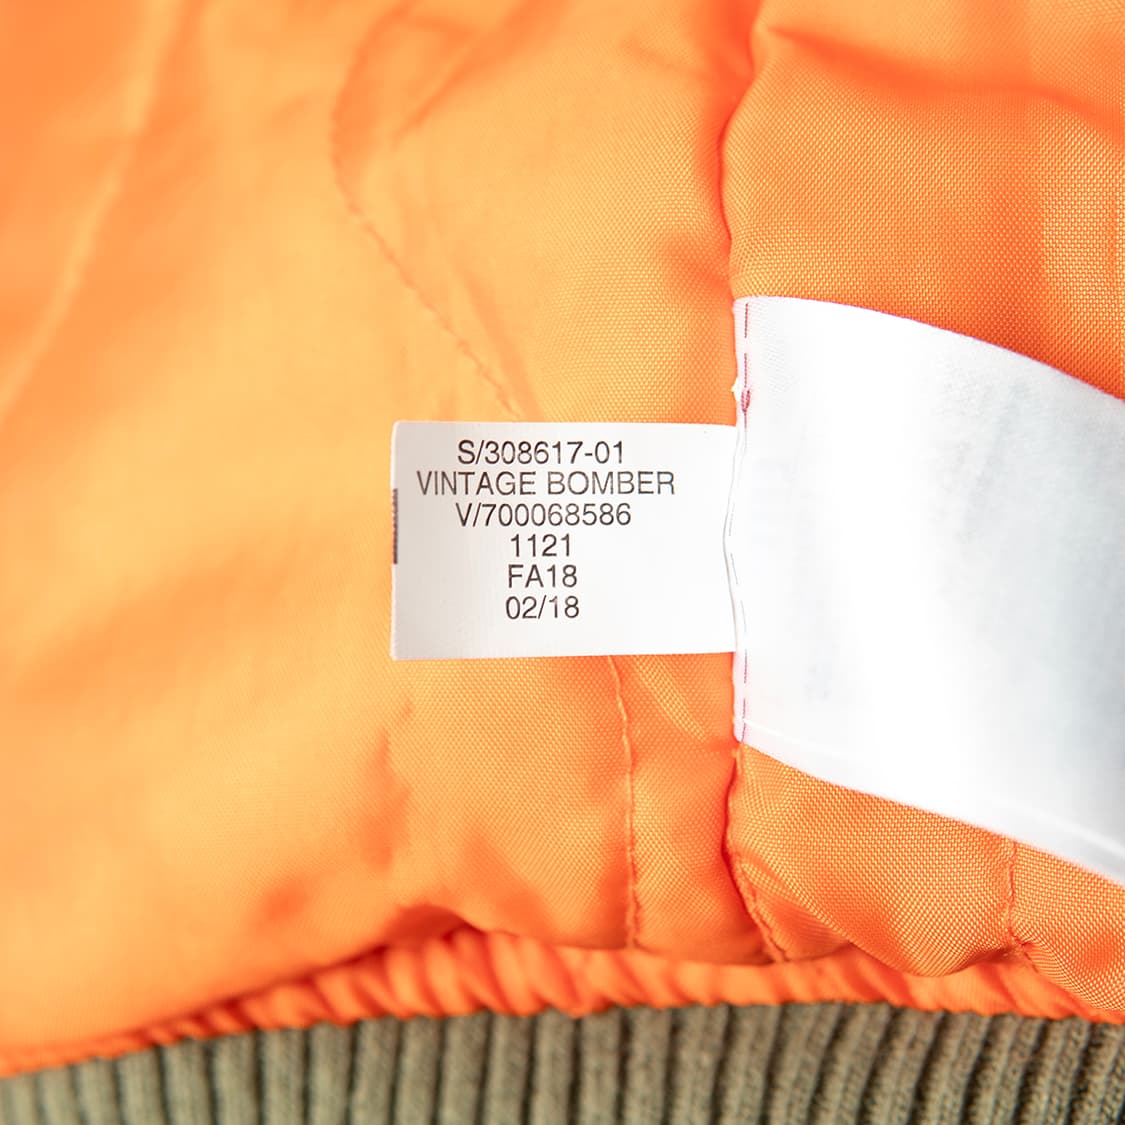 S/308617-01
VINTAGE BOMBER
V/700068586
1121
FA18
02/18